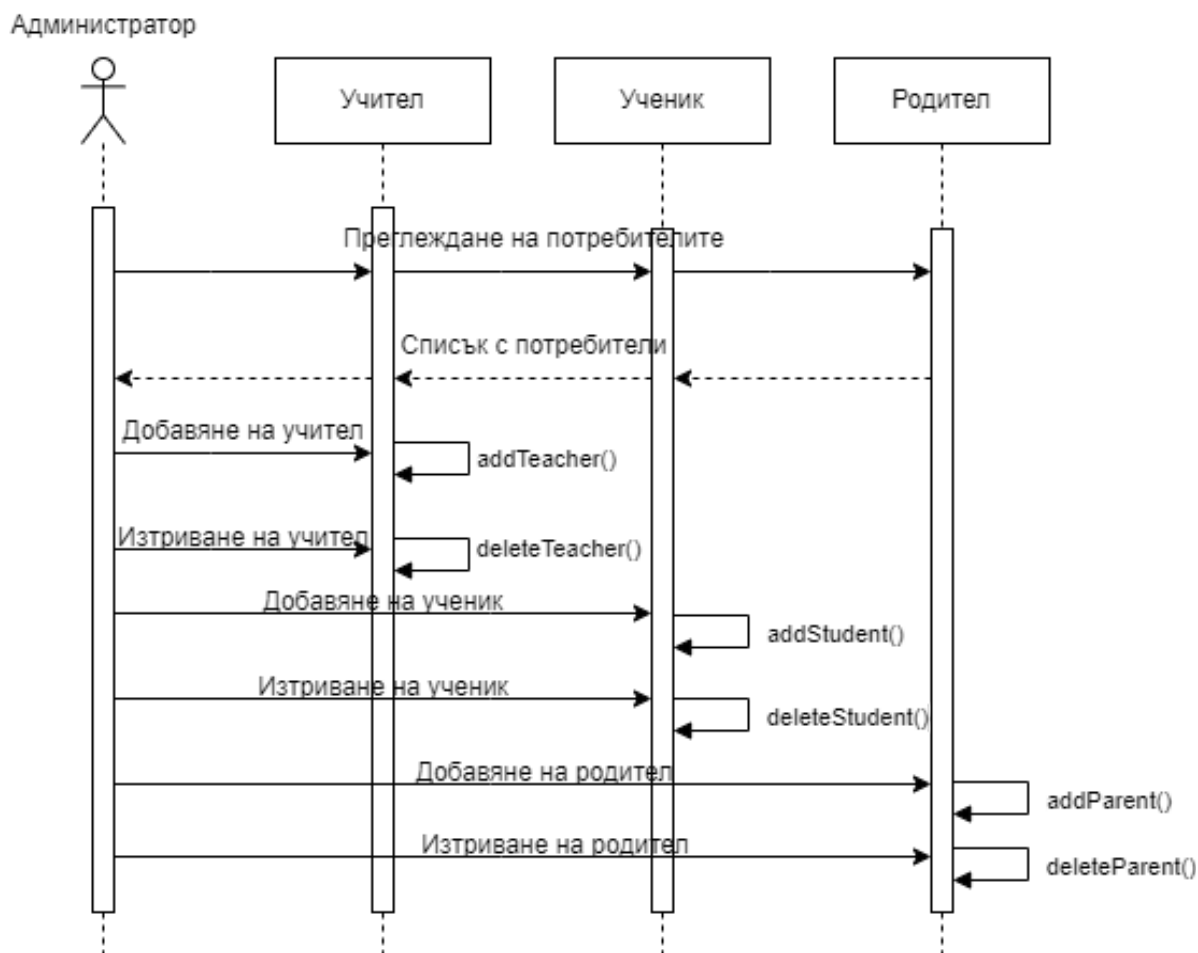 Администратор
Учител
Ученик
Родител
Преглеждане на потребителите
Списък с потребители
Добавяне на учител
addTeacher()
Изтриване на учител
deleteTeacher()
Добавяне на ученик
addStudent()
Изтриване на ученик
deleteStudent()
Добавяне на родител
addParent()
Изтриване на родител
deleteParent()